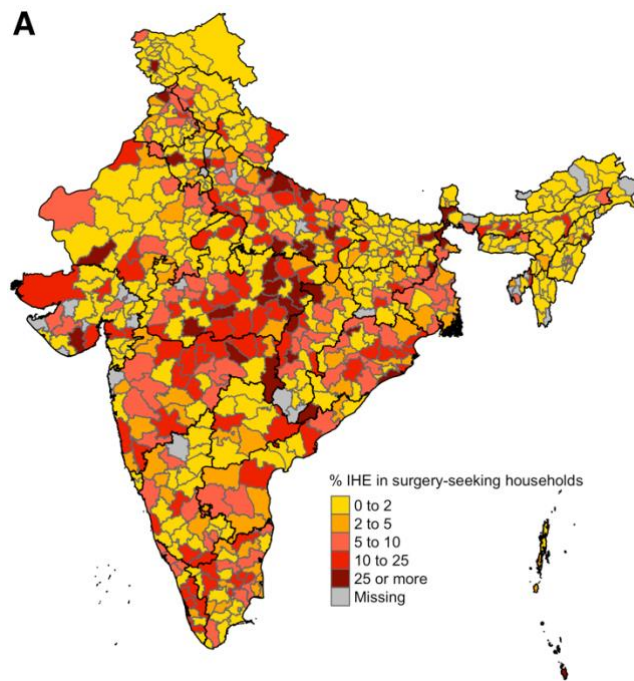 A
% IHE in surgery-seeking households
0 to 2
2 to 5
5 to 10
10 to 25
25 or more
Missing